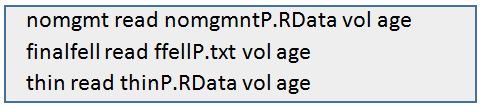 nomgmt read nomgmntP.RData vol age
finalfell read ffellP.txt vol age
thin read thinP.RData vol age